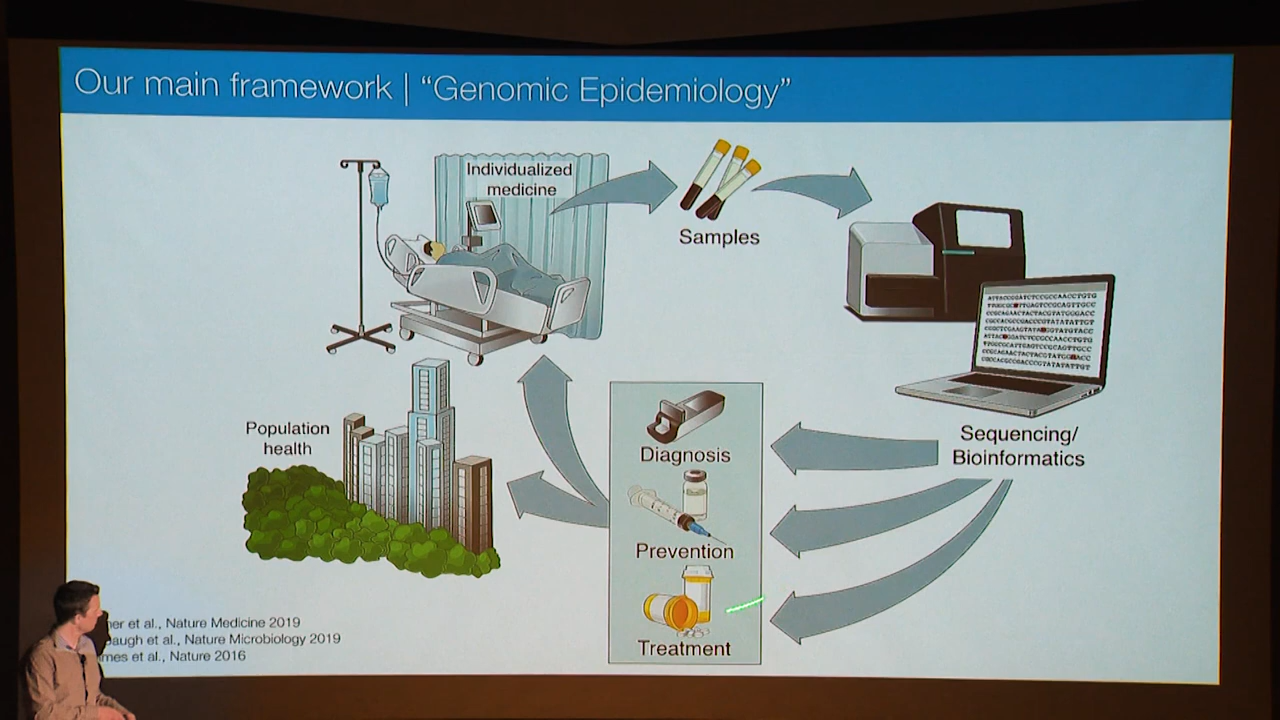 Our main framework | “Genomic Epidemiology”
Individualized
medicine
Samples
ATTACCGGATCTCCGCCAACCTGTG
Sequencing/
Bioinformatics
Population
health
Diagnosis
Prevention
Treatment
et al., Nature Medicine 2019
et al., Nature Microbiology 2019
et al., Nature 2016